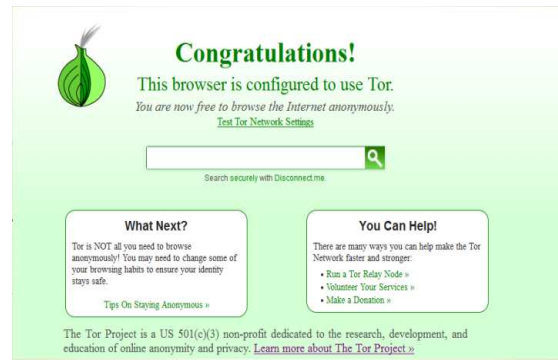 Congratulations!
This browser is configured to use Tor.
You are now free to browse the Internet anonymously.
Test Tor Network Settings
Search securely with Disconnect.me.
What Next?
Tor is NOT all you need to browse
anonymously! You may need to change some of
your browsing habits to ensure your identity
stays safe.
Tips On Staying Anonymous »
You Can Help!
There are many ways you can help make the Tor
Network faster and stronger:
• Run a Tor Relay Node »
• Volunteer Your Services »
• Make a Donation »
The Tor Project is a US 501(c)(3) non-profit dedicated to the research, development, and
education of online anonymity and privacy. Learn more about The Tor Project »